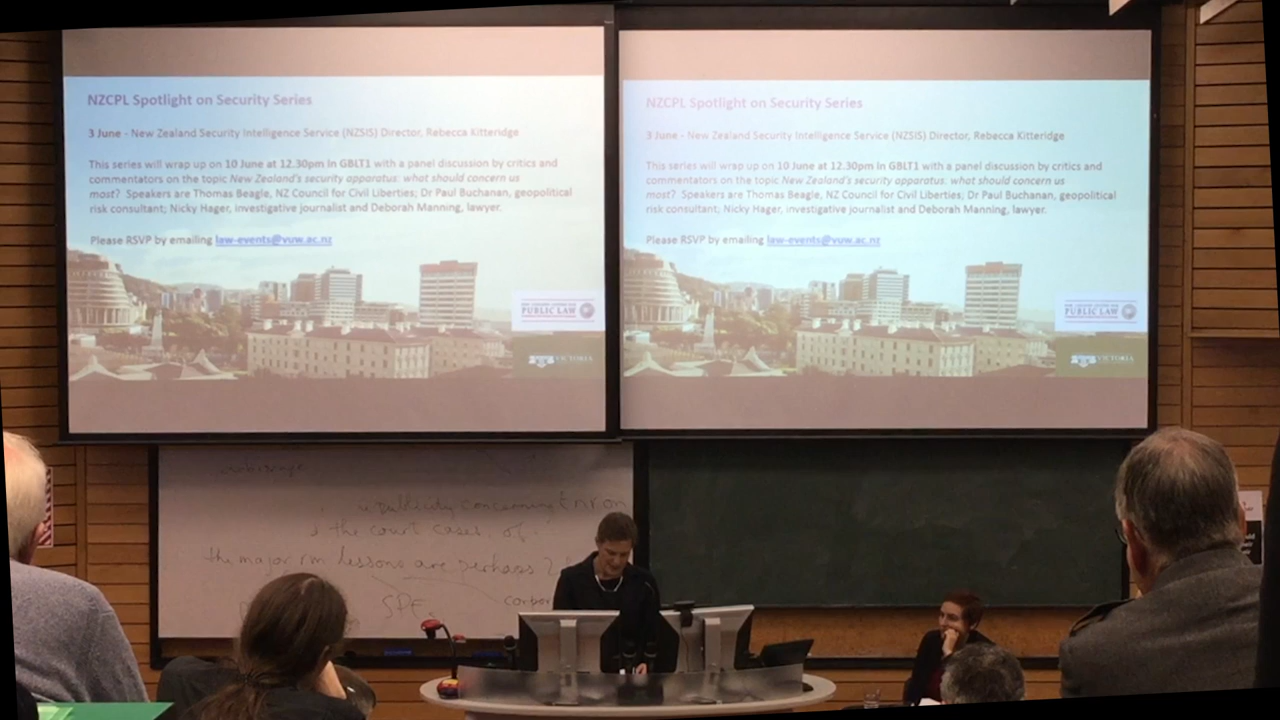 NZCPL Spotlight on Security Series
3 June - New Zealand Security Intelligence Service (NZSIS) Director, Rebecca Kitteridge
This series will wrap up on 10 June at 12.30pm in GBLT1 with a panel discussion by critics and
commentators on the topic New Zealand's security apparatus: what should concern us
most? Speakers are Thomas Beagle, NZ Council for Civil Liberties; Dr Paul Buchanan, geopolitical
risk consultant; Nicky Hager, investigative journalist and Deborah Manning, lawyer.
Please RSVP by emailing law-events@vuw.ac.nz
PUBLIC LAW
VICTORIA
NZCPL Spotlight on Security Series
3 June - New Zealand Security Intelligence Service (NZSIS) Director, Rebecca Kitteridge
This series will wrap up on 10 June at 12.30pm in GBLT1 with a panel discussion by critics and
commentators on the topic New Zealand's security apparatus: what should concern us
most? Speakers are Thomas Beagle, NZ Council for Civil Liberties; Dr Paul Buchanan, geopolitical
risk consultant; Nicky Hager, investigative journalist and Deborah Manning, lawyer.
Please RSVP by emailing law-events@vuw.ac.nz
PUBLIC LAW
VICTORIA
publicity concerning
the court cases of
the major rm lessons are perhaps 2
SPE